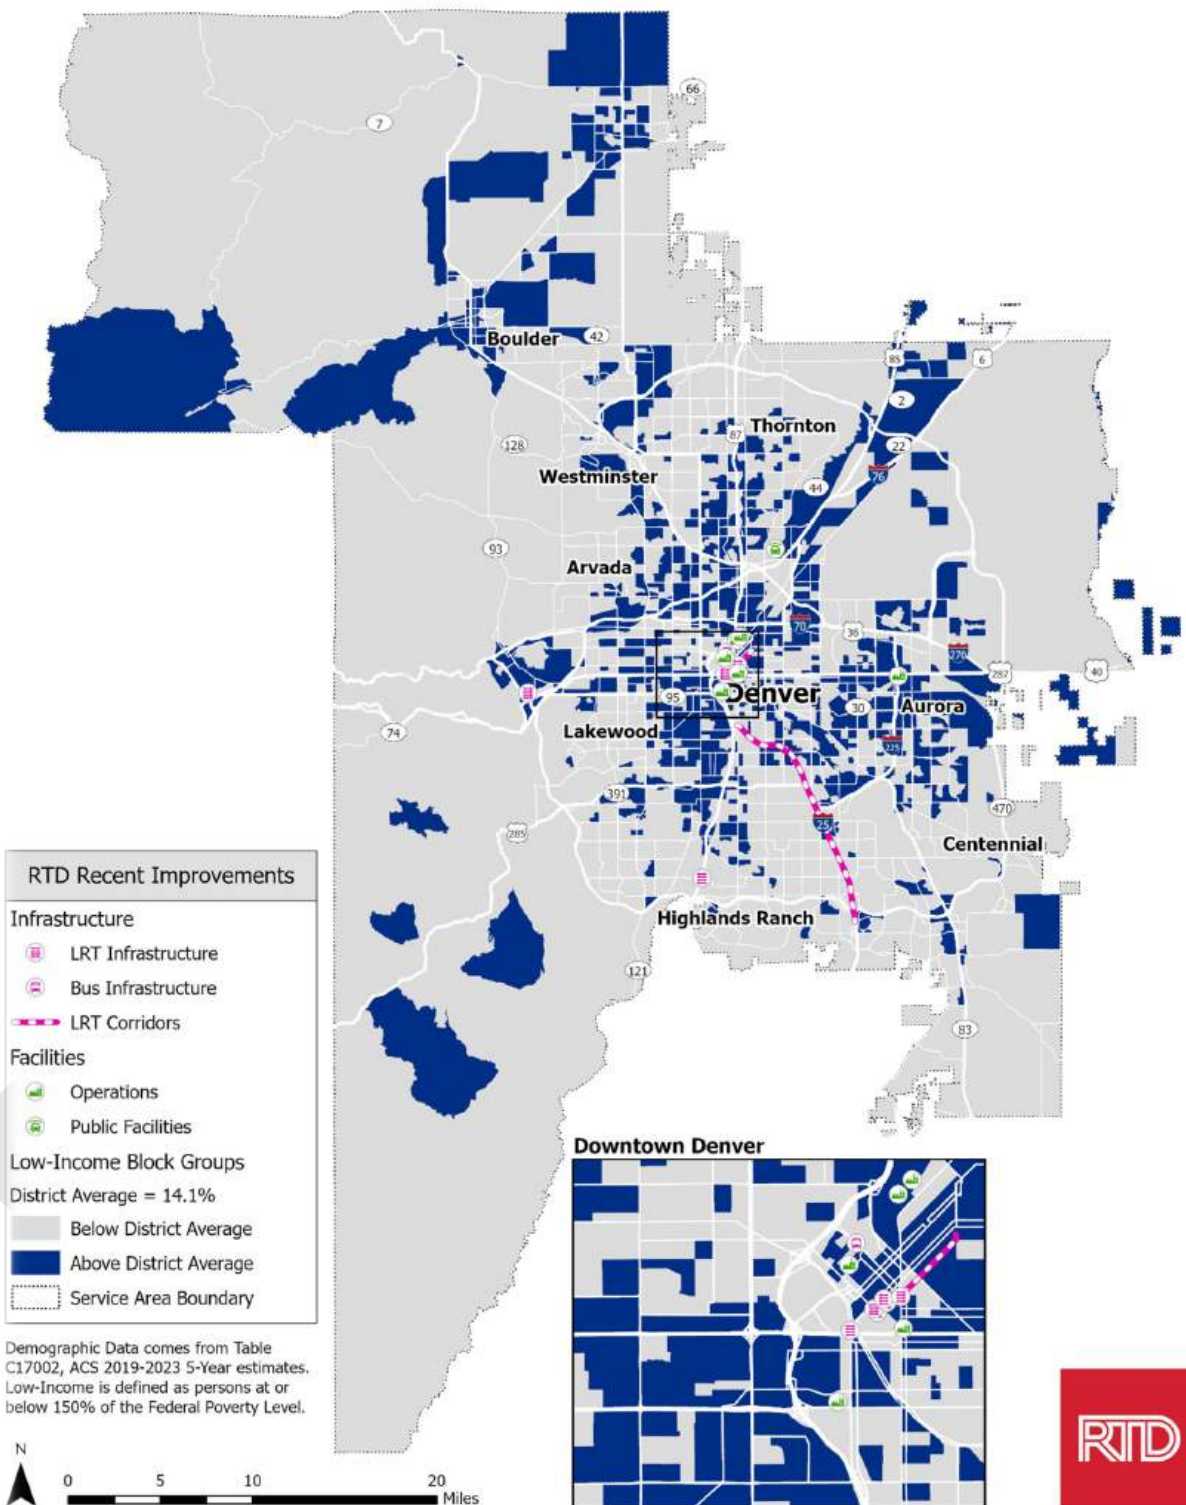 66
7
Boulder
42
85
6
2
Thornton
87
128
22
Westminster
76
44
93
Arvada
70
36
270
287
40
95
Denver
30
Aurora
74
Lakewood
225
391
470
285
25
Centennial
Highlands Ranch
121
83
RTD Recent Improvements
Infrastructure
LRT Infrastructure
Bus Infrastructure
LRT Corridors
Facilities
Operations
Public Facilities
Low-Income Block Groups
District Average = 14.1%
Below District Average
Above District Average
Service Area Boundary
Demographic Data comes from Table
C17002, ACS 2019-2023 5-Year estimates.
Low-Income is defined as persons at or
below 150% of the Federal Poverty Level.
N
0 5 10 20
Miles
Downtown Denver
RTD